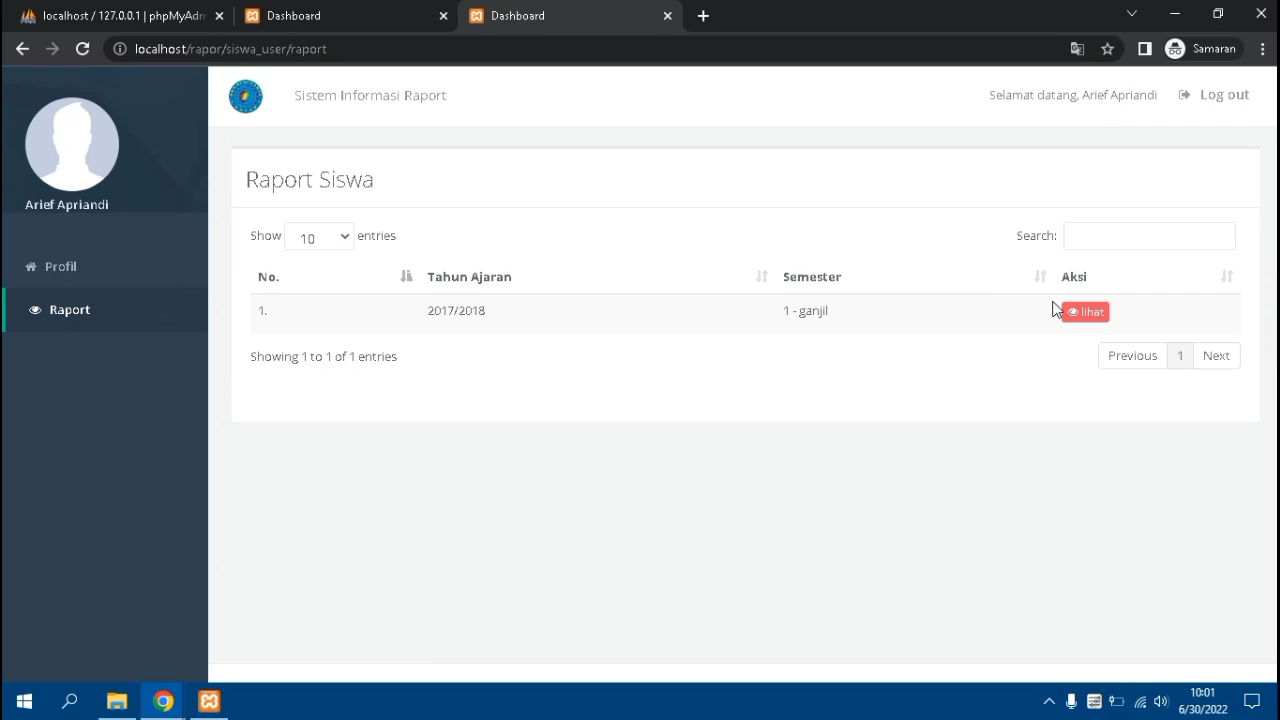 localhost / 127.0.0.1 | phpMyAdm
Dashboard
Dashboard
localhost/rapor/siswa_user/raport
Samaran
Sistem Informasi Raport
Selamat datang, Arief Apriandi
Log out
Arief Apriandi
Profil
Raport
Raport Siswa
Show 10 entries
Search:
No. Tahun Ajaran Semester Aksi
1. 2017/2018 1 - ganjil lihat
Showing 1 to 1 of 1 entries
Previous 1 Next
10:01
6/30/2022